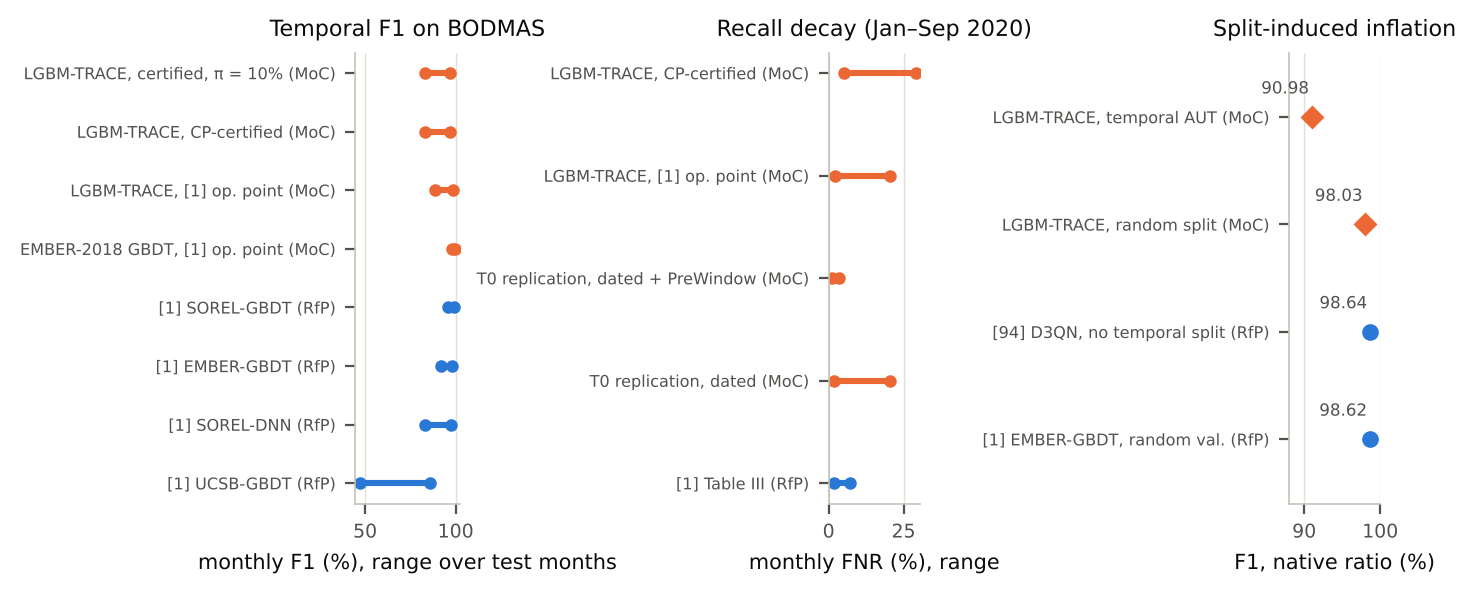 Temporal F1 on BODMAS
LGBM-TRACE, certified, π = 10% (MoC)
LGBM-TRACE, CP-certified (MoC)
LGBM-TRACE, [1] op. point (MoC)
EMBER-2018 GBDT, [1] op. point (MoC)
[1] SOREL-GBDT (RfP)
[1] EMBER-GBDT (RfP)
[1] SOREL-DNN (RfP)
[1] UCSB-GBDT (RfP)
50 100
monthly F1 (%), range over test months
Recall decay (Jan–Sep 2020)
LGBM-TRACE, CP-certified (MoC)
LGBM-TRACE, [1] op. point (MoC)
T0 replication, dated + PreWindow (MoC)
T0 replication, dated (MoC)
[1] Table III (RfP)
0 25
monthly FNR (%), range
Split-induced inflation
90.98
LGBM-TRACE, temporal AUT (MoC)
98.03
LGBM-TRACE, random split (MoC)
98.64
[94] D3QN, no temporal split (RfP)
98.62
[1] EMBER-GBDT, random val. (RfP)
90 100
F1, native ratio (%)